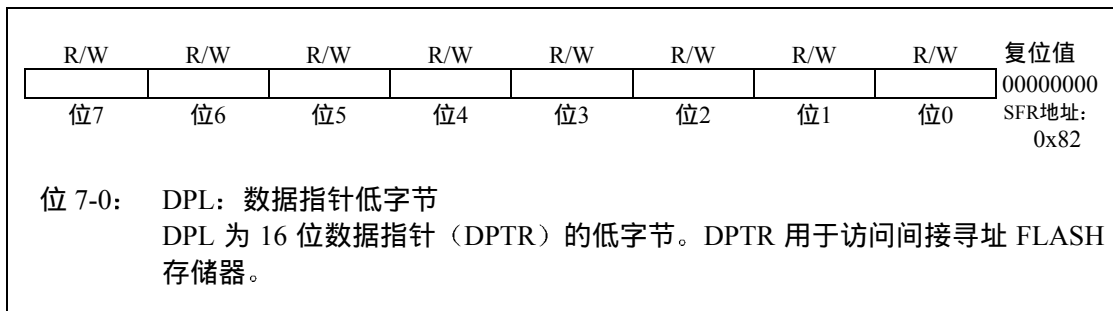 R/W R/W R/W R/W R/W R/W R/W R/W 复位值
00000000
位7 位6 位5 位4 位3 位2 位1 位0 SFR地址：
0x82
位 7-0： DPL：数据指针低字节
DPL 为 16 位数据指针（DPTR）的低字节。DPTR 用于访问间接寻址 FLASH
存储器。